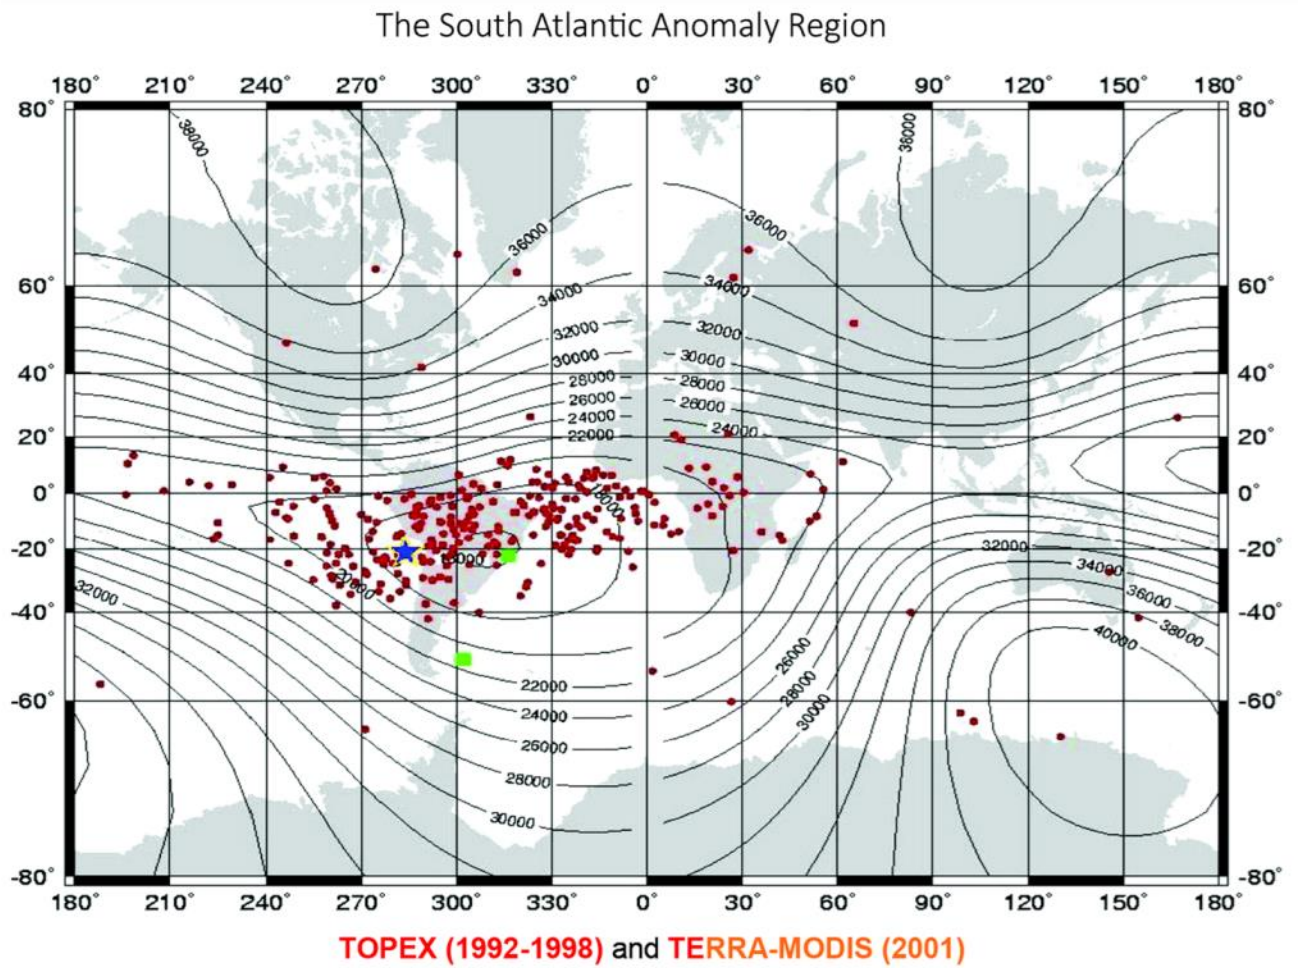 The South Atlantic Anomaly Region
180° 210° 240° 270° 300° 330° 0° 30° 60° 90° 120° 150° 180°
80° 80°
38000 38000
36000 36000
60° 34000 34000 60°
32000 32000
30000 30000
40° 28000 28000 40°
26000 26000
24000 24000
20° 22000 20°
0° 18000 0°
-20° 32000 -20°
20000 34000
32000 36000
-40° 38000 -40°
40000
26000
22000 28000
-60° 24000 30000 -60°
26000
28000
30000
-80° -80°
180° 210° 240° 270° 300° 330° 0° 30° 60° 90° 120° 150° 180°
TOPEX (1992-1998) and TERRA-MODIS (2001)